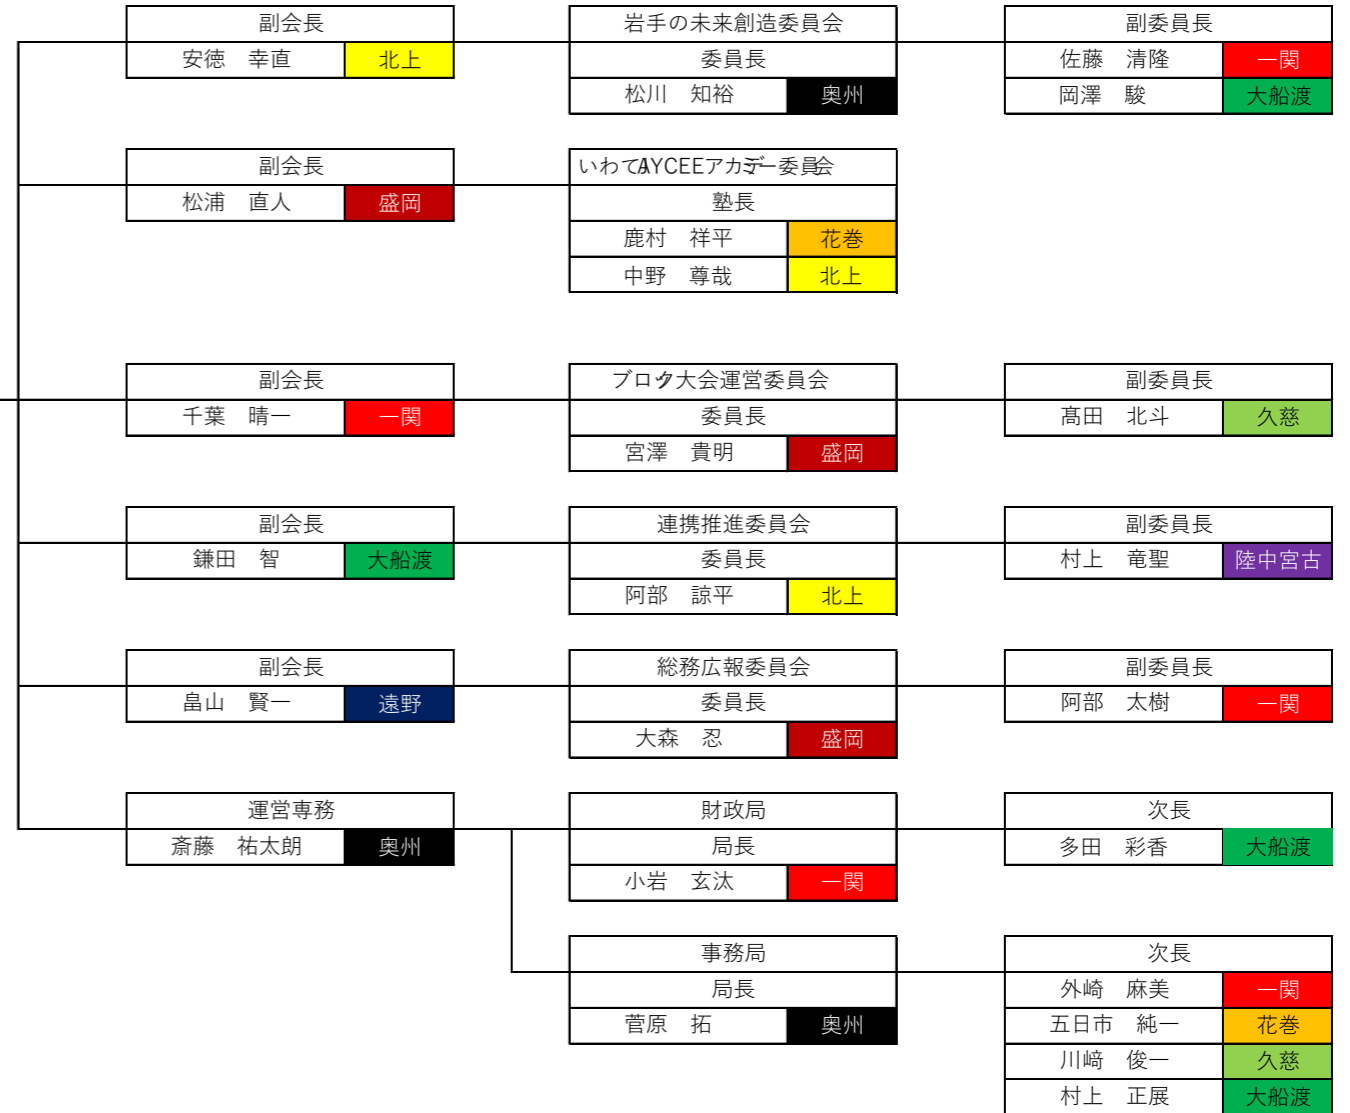 副会長
安徳　幸直 北上
岩手の未来創造委員会
委員長
松川　知裕 奥州
副委員長
佐藤　清隆 一関
岡澤　駿 大船渡
副会長
松浦　直人 盛岡
いわてJAYCEEアカデミー委員会
塾長
鹿村　祥平 花巻
中野　尊哉 北上
副会長
千葉　晴一 一関
ブロック大会運営委員会
委員長
宮澤　貴明 盛岡
副委員長
髙田　北斗 久慈
副会長
鎌田　智 大船渡
連携推進委員会
委員長
阿部　諒平 北上
副委員長
村上　竜聖 陸中宮古
副会長
畠山　賢一 遠野
総務広報委員会
委員長
大森　忍 盛岡
副委員長
阿部　太樹 一関
運営専務
斎藤　祐太朗 奥州
財政局
局長
小岩　玄汰 一関
次長
多田　彩香 大船渡
事務局
局長
菅原　拓 奥州
次長
外崎　麻美 一関
五日市　純一 花巻
川﨑　俊一 久慈
村上　正展 大船渡